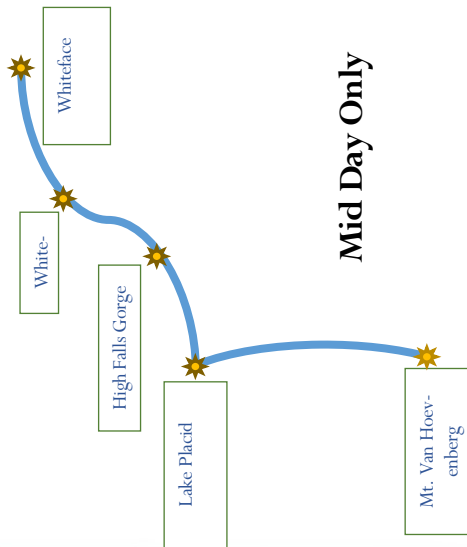 Whiteface
White-
High Falls Gorge
Lake Placid
Mt. Van Hoev-
enberg
Mid Day Only